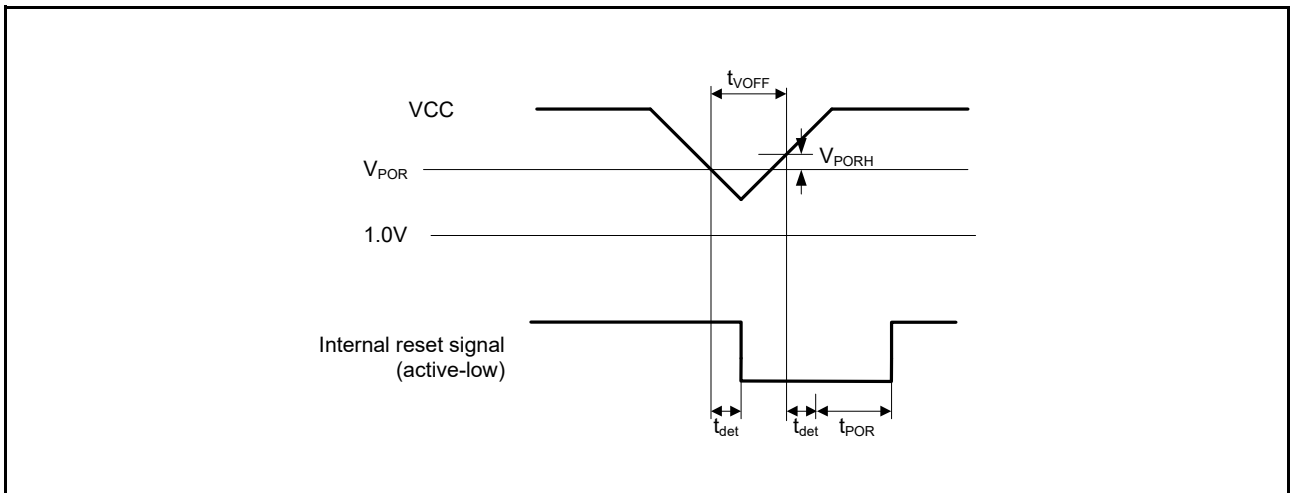 tVOFF
VCC
VPORH
VPOR
1.0V
Internal reset signal
(active-low)
tdet
tdet
tPOR